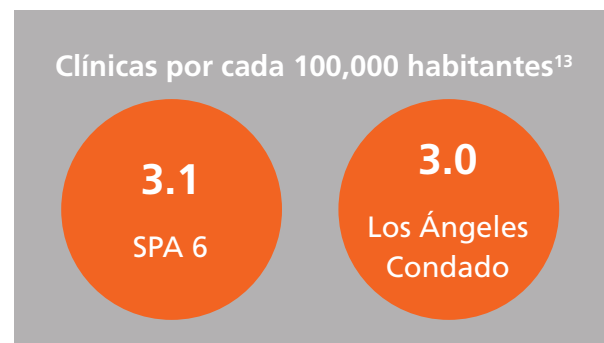 Clínicas por cada 100,000 habitantes¹³
3.1
SPA 6
3.0
Los Ángeles
Condado